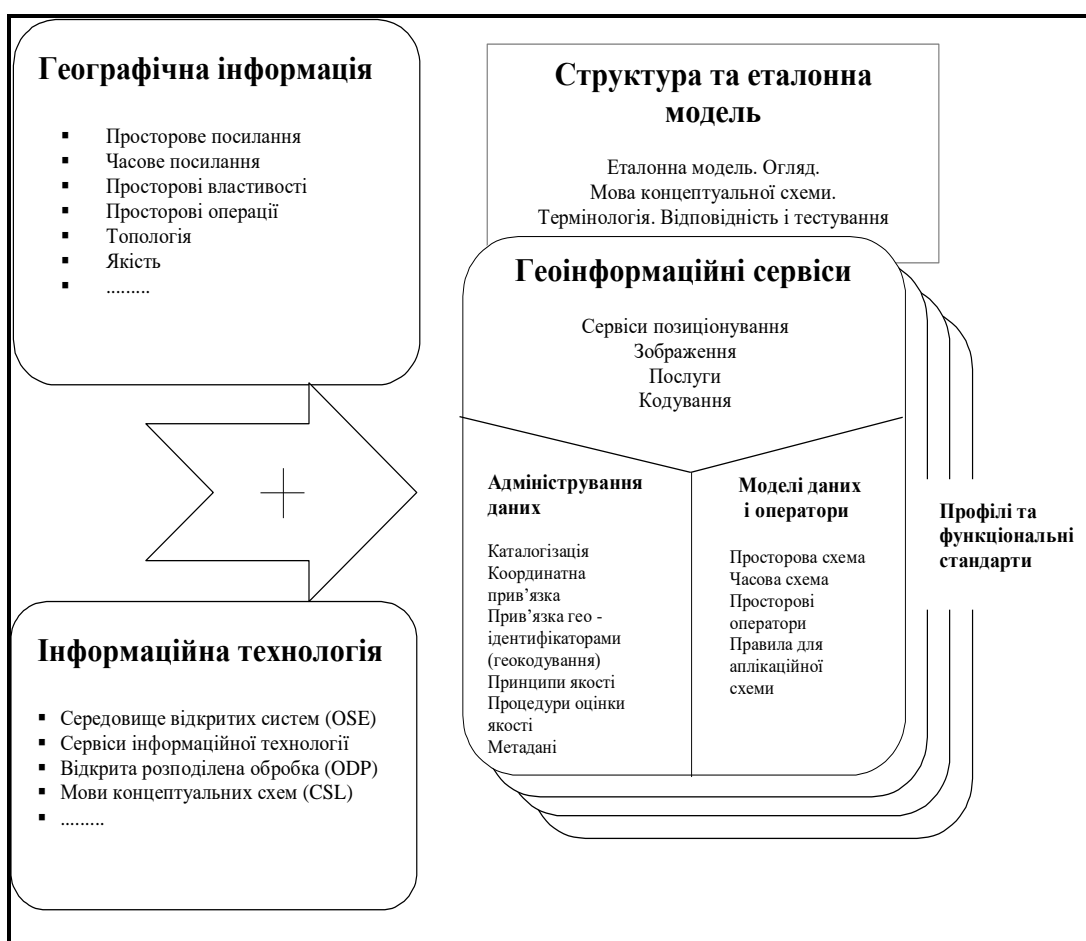 Географічна інформація
▪ Просторове посилання
▪ Часове посилання
▪ Просторові властивості
▪ Просторові операції
▪ Топологія
▪ Якість
▪ .........
Інформаційна технологія
▪ Середовище відкритих систем (OSE)
▪ Сервіси інформаційної технології
▪ Відкрита розподілена обробка (ODP)
▪ Мови концептуальних схем (CSL)
▪ .........
Структура та еталонна
модель
Еталонна модель. Огляд.
Мова концептуальної схеми.
Термінологія. Відповідність і тестування
Геоінформаційні сервіси
Сервіси позиціонування
Зображення
Послуги
Кодування
Адміністрування
даних
Каталогізація
Координатна
прив’язка
Прив’язка гео -
ідентифікаторами
(геокодування)
Принципи якості
Процедури оцінки
якості
Метадані
Моделі даних
і оператори
Просторова схема
Часова схема
Просторові
оператори
Правила для
аплікаційної
схеми
Профілі та
функціональні
стандарти